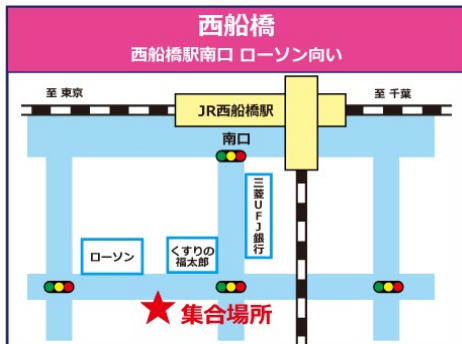 西船橋
西船橋駅南口 ローソン向い
至 東京
至 千葉
JR西船橋駅
南口
三菱UFJ銀行
ローソン
くすりの
福太郎
集合場所